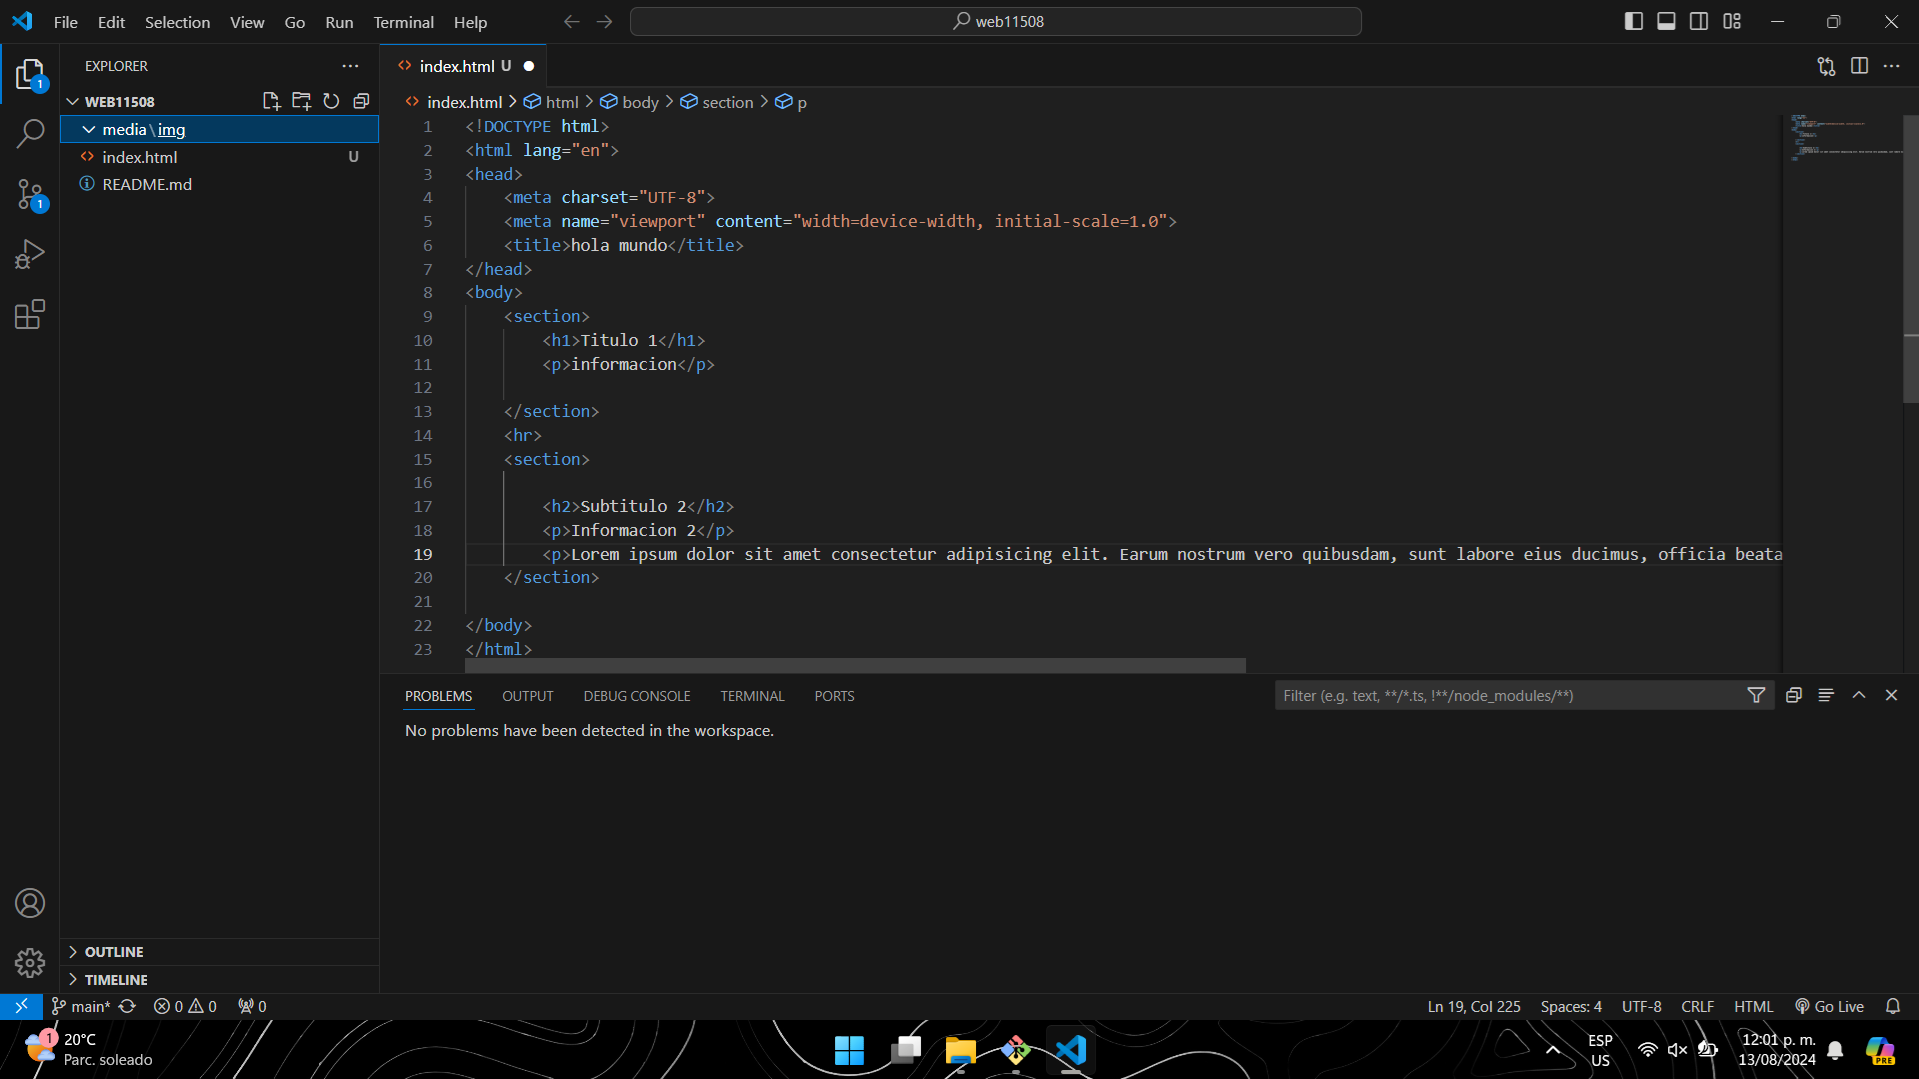 File Edit Selection View Go Run Terminal Help
web11508
EXPLORER
WEB11508
media\img
index.html U
README.md
OUTLINE
TIMELINE
index.html U
index.html > html > body > section > p
1 <!DOCTYPE html>
2 <html lang="en">
3 <head>
4 <meta charset="UTF-8">
5 <meta name="viewport" content="width=device-width, initial-scale=1.0">
6 <title>hola mundo</title>
7 </head>
8 <body>
9 <section>
10 <h1>Titulo 1</h1>
11 <p>informacion</p>
12
13 </section>
14 <hr>
15 <section>
16
17 <h2>Subtitulo 2</h2>
18 <p>Informacion 2</p>
19 <p>Lorem ipsum dolor sit amet consectetur adipisicing elit. Earum nostrum vero quibusdam, sunt labore eius ducimus, officia beata
20 </section>
21
22 </body>
23 </html>
PROBLEMS OUTPUT DEBUG CONSOLE TERMINAL PORTS
Filter (e.g. text, **/*.ts, !**/node_modules/**)
No problems have been detected in the workspace.
1
1
main* 0 0 0
Ln 19, Col 225 Spaces: 4 UTF-8 CRLF HTML Go Live
1
20°C
Parc. soleado
ESP
US
12:01 p. m.
13/08/2024
PRE